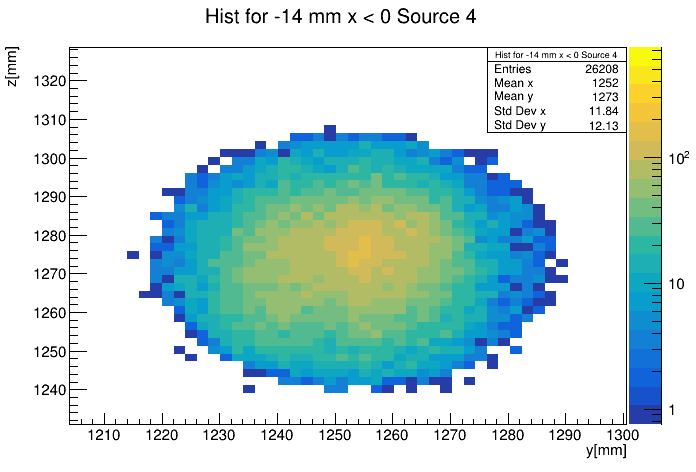 Hist for -14 mm x < 0 Source 4
z[mm]
Hist for -14 mm x < 0 Source 4
Entries 26208
Mean x 1252
Mean y 1273
Std Dev x 11.84
Std Dev y 12.13
1320
1310
1300
1290
1280
1270
1260
1250
1240
10²
10
1
1210 1220 1230 1240 1250 1260 1270 1280 1290 1300
y[mm]